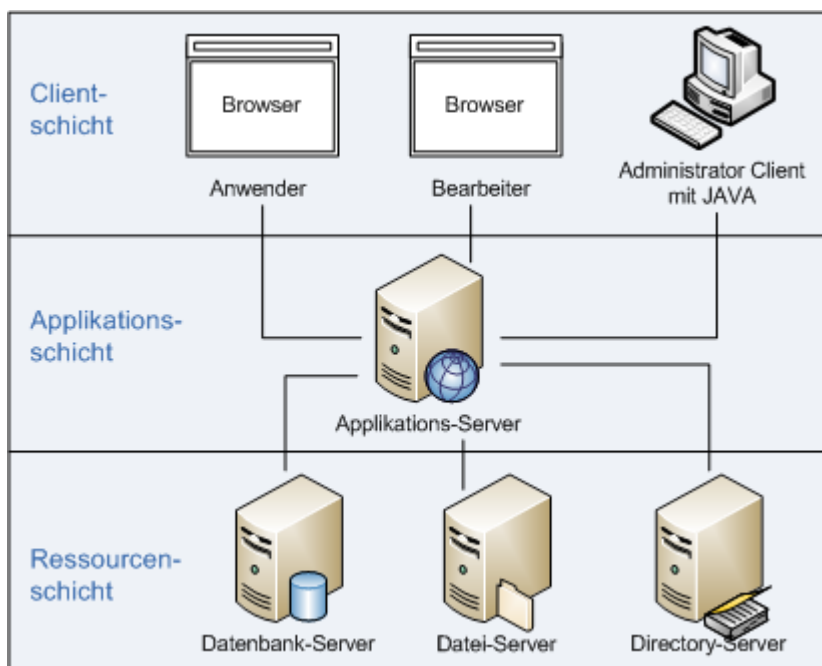 Client-
schicht
Browser
Browser
Anwender
Bearbeiter
Administrator Client
mit JAVA
Applikations-
schicht
Applikations-Server
Ressourcen-
schicht
Datenbank-Server
Datei-Server
Directory-Server